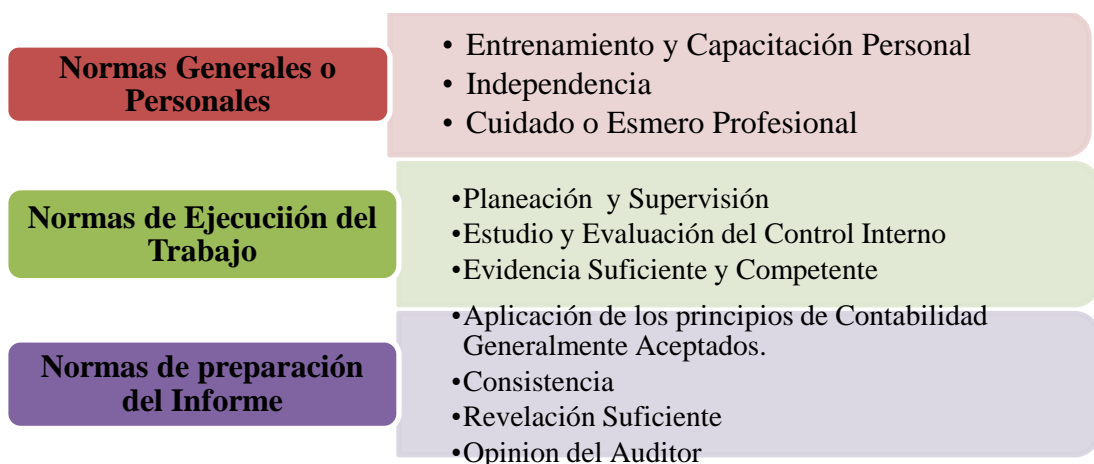 Normas Generales o
Personales
• Entrenamiento y Capacitación Personal
• Independencia
• Cuidado o Esmero Profesional
Normas de Ejecuciión del
Trabajo
•Planeación y Supervisión
•Estudio y Evaluación del Control Interno
•Evidencia Suficiente y Competente
Normas de preparación
del Informe
•Aplicación de los principios de Contabilidad
Generalmente Aceptados.
•Consistencia
•Revelación Suficiente
•Opinion del Auditor